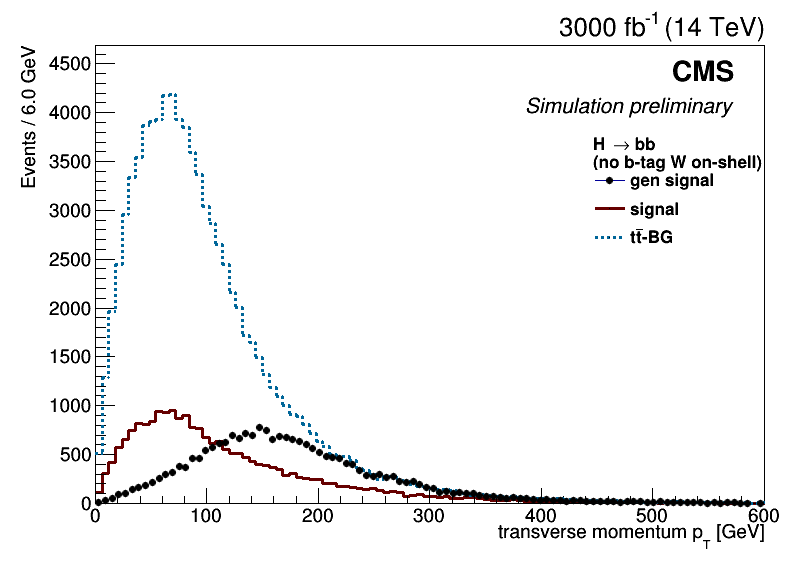 3000 fb⁻¹ (14 TeV)
CMS
Simulation preliminary
H → bb
(no b-tag W on-shell)
gen signal
signal
tt̄-BG
Events / 6.0 GeV
4500
4000
3500
3000
2500
2000
1500
1000
500
0
0 100 200 300 400 500 600
transverse momentum p_T [GeV]